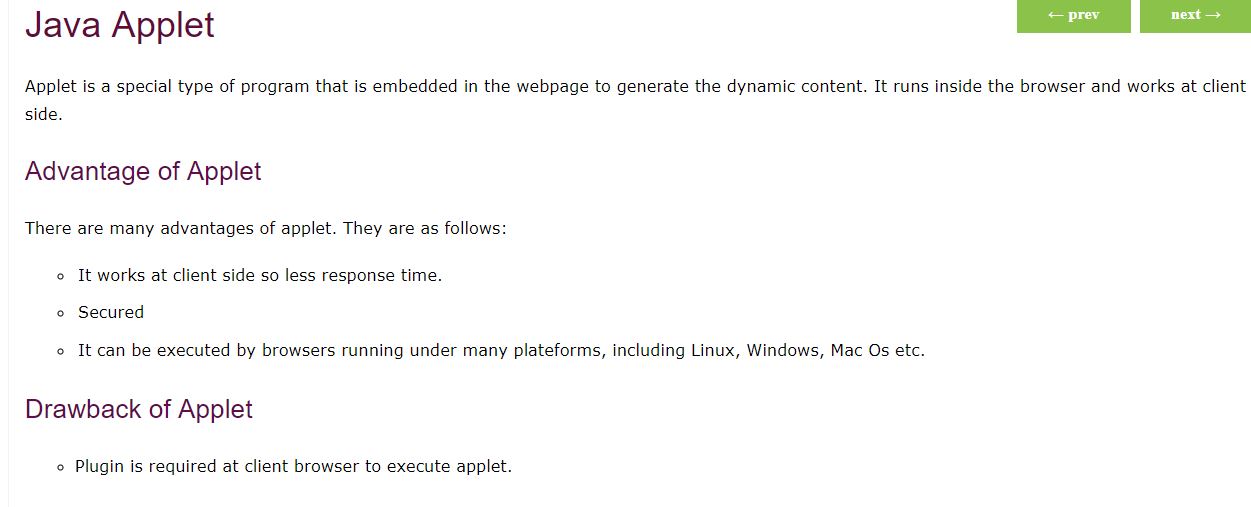 Java Applet
← prev
next →
Applet is a special type of program that is embedded in the webpage to generate the dynamic content. It runs inside the browser and works at client
side.
Advantage of Applet
There are many advantages of applet. They are as follows:
It works at client side so less response time.
Secured
It can be executed by browsers running under many plateforms, including Linux, Windows, Mac Os etc.
Drawback of Applet
Plugin is required at client browser to execute applet.